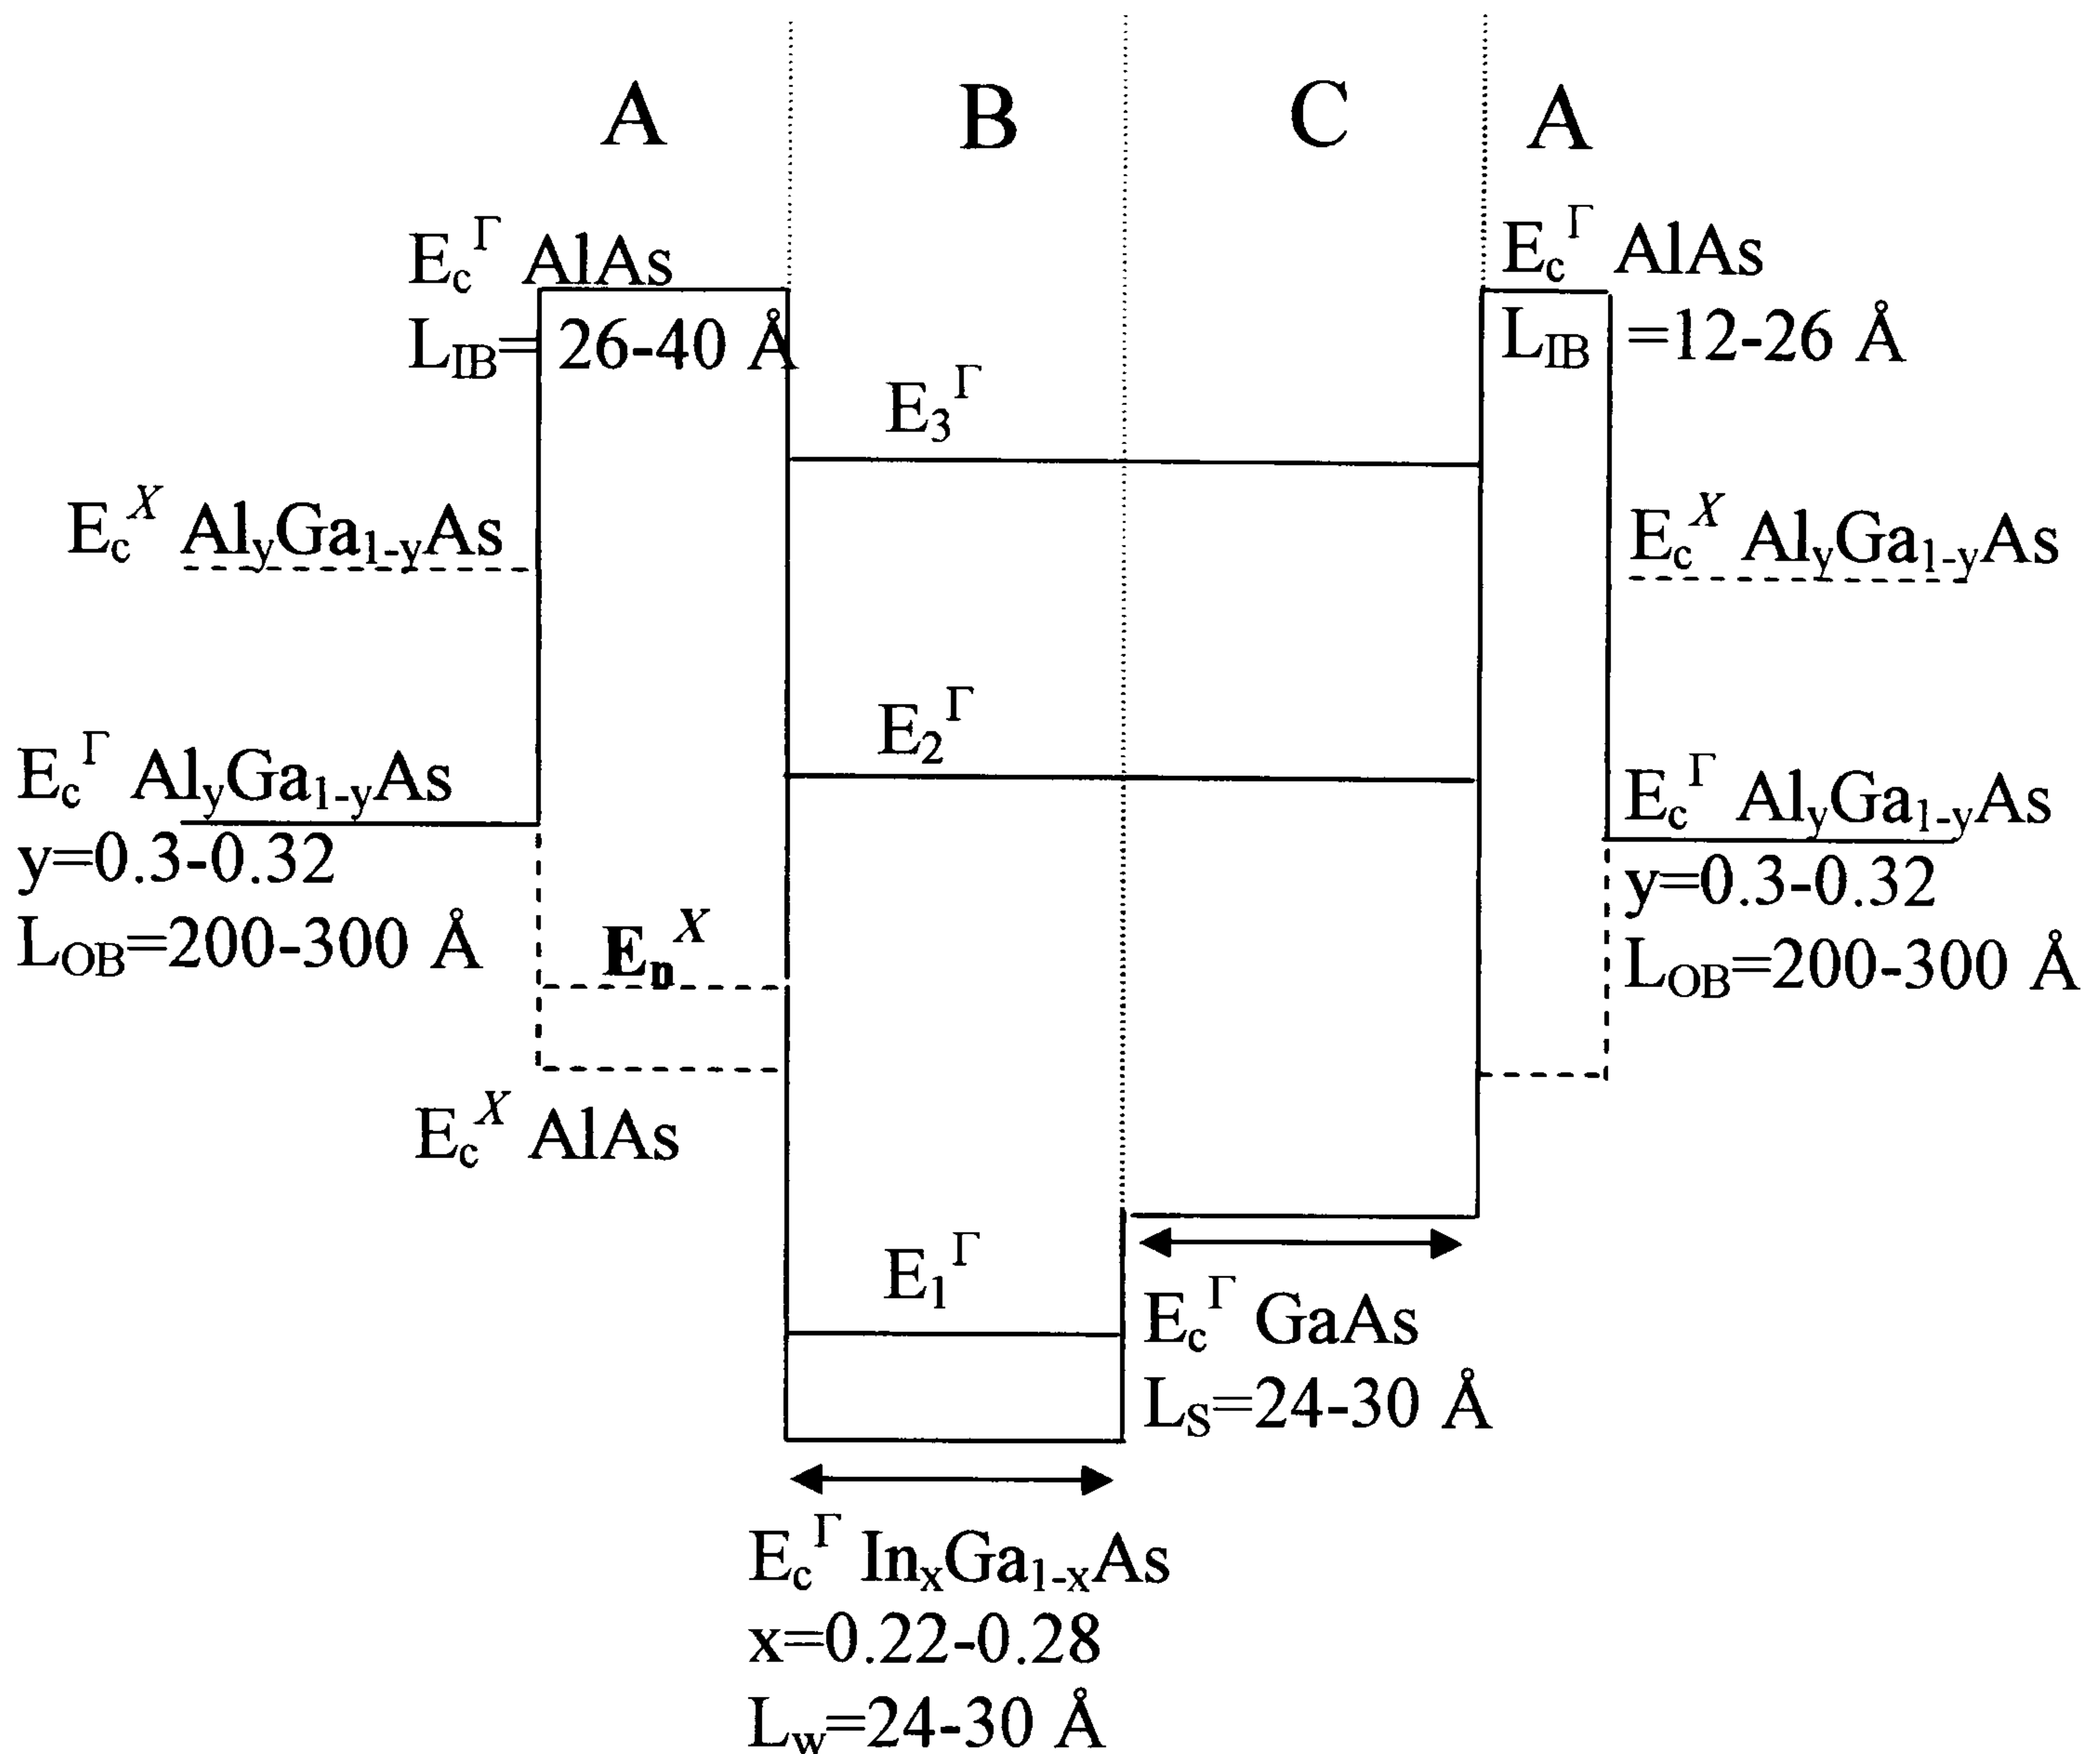 A B C A
E_c^Γ AlAs
L_IB= 26-40 Å
E_c^Γ AlAs
L_IB =12-26 Å
E_3^Γ
E_c^X Al_yGa_1-yAs
E_c^X Al_yGa_1-yAs
E_2^Γ
E_c^Γ Al_yGa_1-yAs
y=0.3-0.32
L_OB=200-300 Å
E_c^Γ Al_yGa_1-yAs
y=0.3-0.32
L_OB=200-300 Å
E_n^X
E_c^X AlAs
E_1^Γ
E_c^Γ GaAs
L_S=24-30 Å
E_c^Γ In_xGa_1-xAs
x=0.22-0.28
L_w=24-30 Å